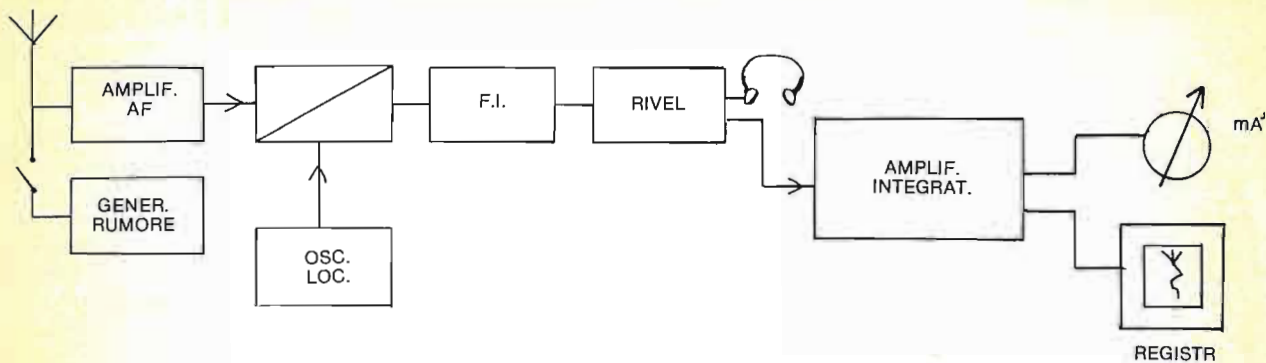 AMPLIF.
AF
GENER.
RUMORE
OSC.
LOC.
F.I.
RIVEL
AMPLIF.
INTEGRAT.
mA
REGISTR